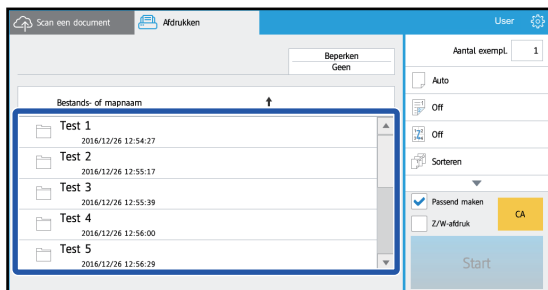 Scan een document
Afdrukken
User
Beperken
Geen
Bestands- of mapnaam
Test 1
2016/12/26 12:54:27
Test 2
2016/12/26 12:55:17
Test 3
2016/12/26 12:55:39
Test 4
2016/12/26 12:56:00
Test 5
2016/12/26 12:56:29
Aantal exempl. 1
Auto
Off
Off
Sorteren
Passend maken
Z/W-afdruk
CA
Start